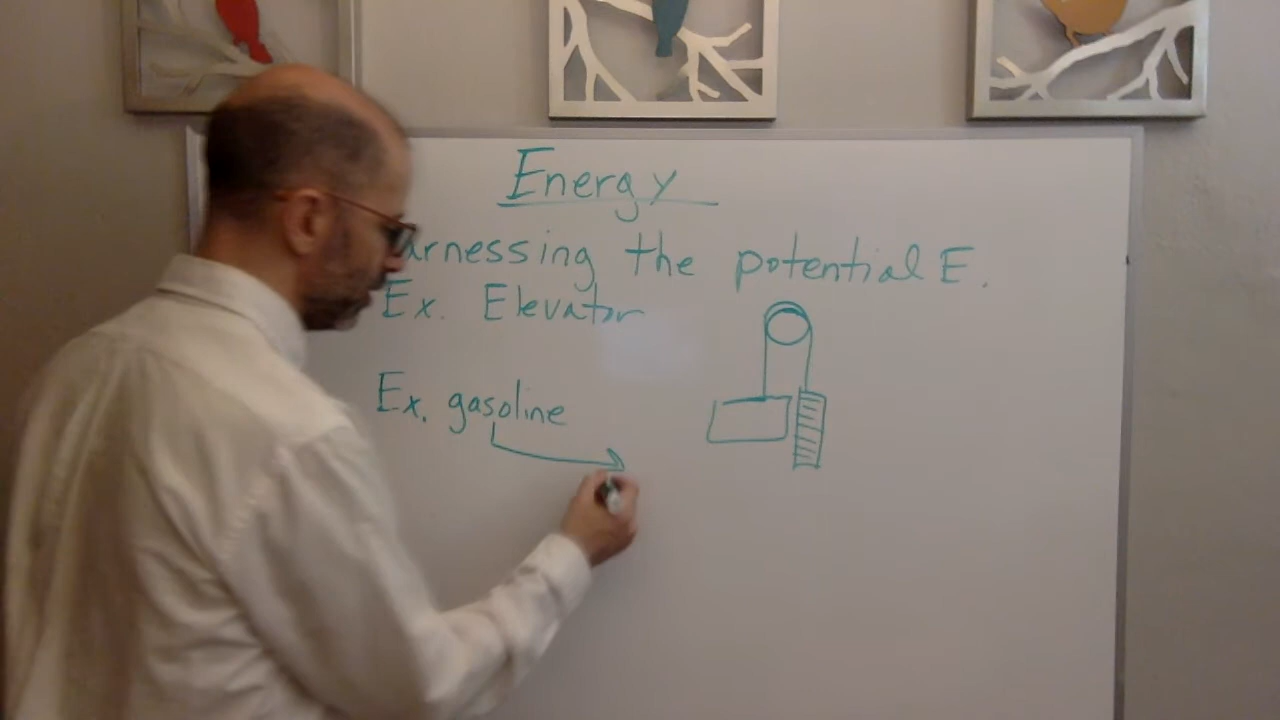 Energy
arnessing the potential E.
Ex. Elevator
Ex. gasoline